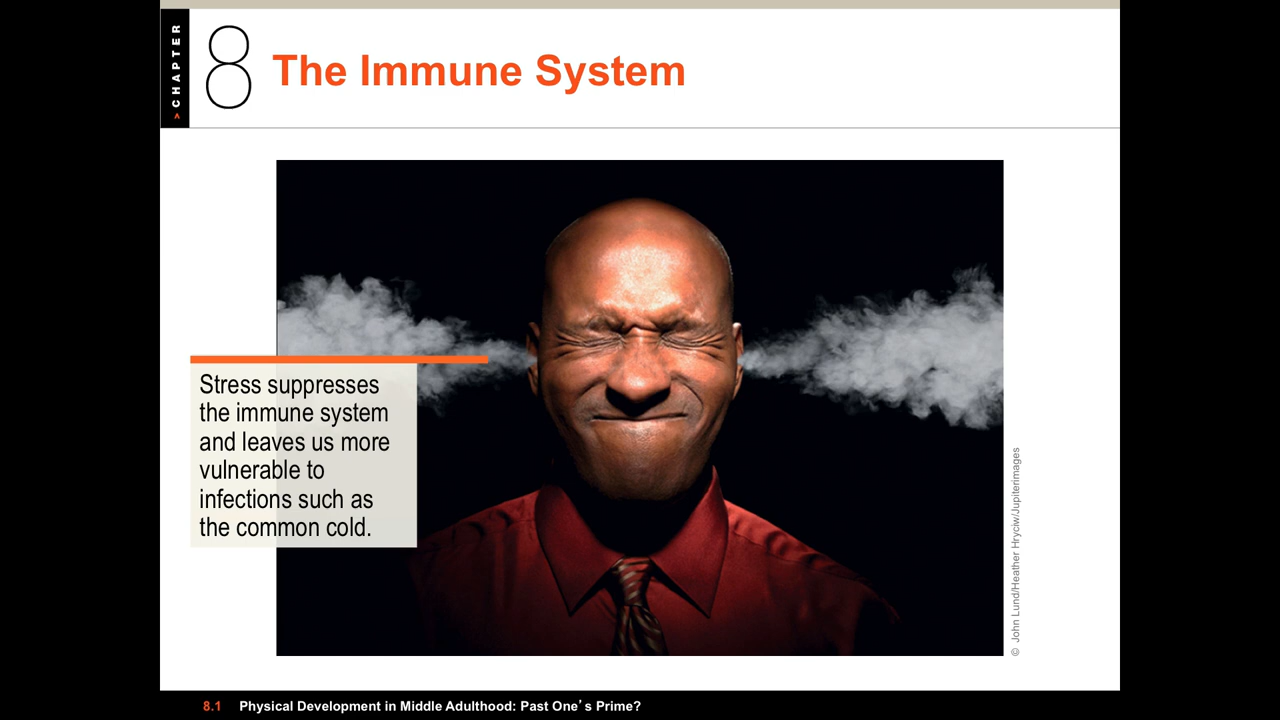 > CHAPTER
8
The Immune System
Stress suppresses
the immune system
and leaves us more
vulnerable to
infections such as
the common cold.
© John Lund/Heather Hryciw/Jupiterimages
8.1 Physical Development in Middle Adulthood: Past One’s Prime?